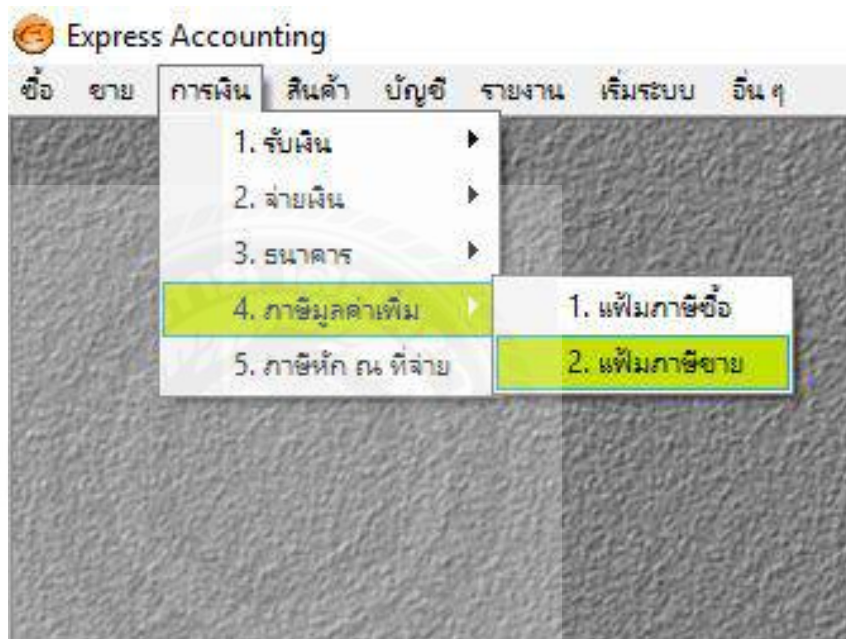 Express Accounting
ซื้อ ขาย การเงิน สินค้า บัญชี รายงาน เริ่มระบบ อื่น ๆ
1. รับเงิน
2. จ่ายเงิน
3. ธนาคาร
4. ภาษีมูลค่าเพิ่ม
1. แฟ้มภาษีซื้อ
5. ภาษีหัก ณ ที่จ่าย
2. แฟ้มภาษีขาย